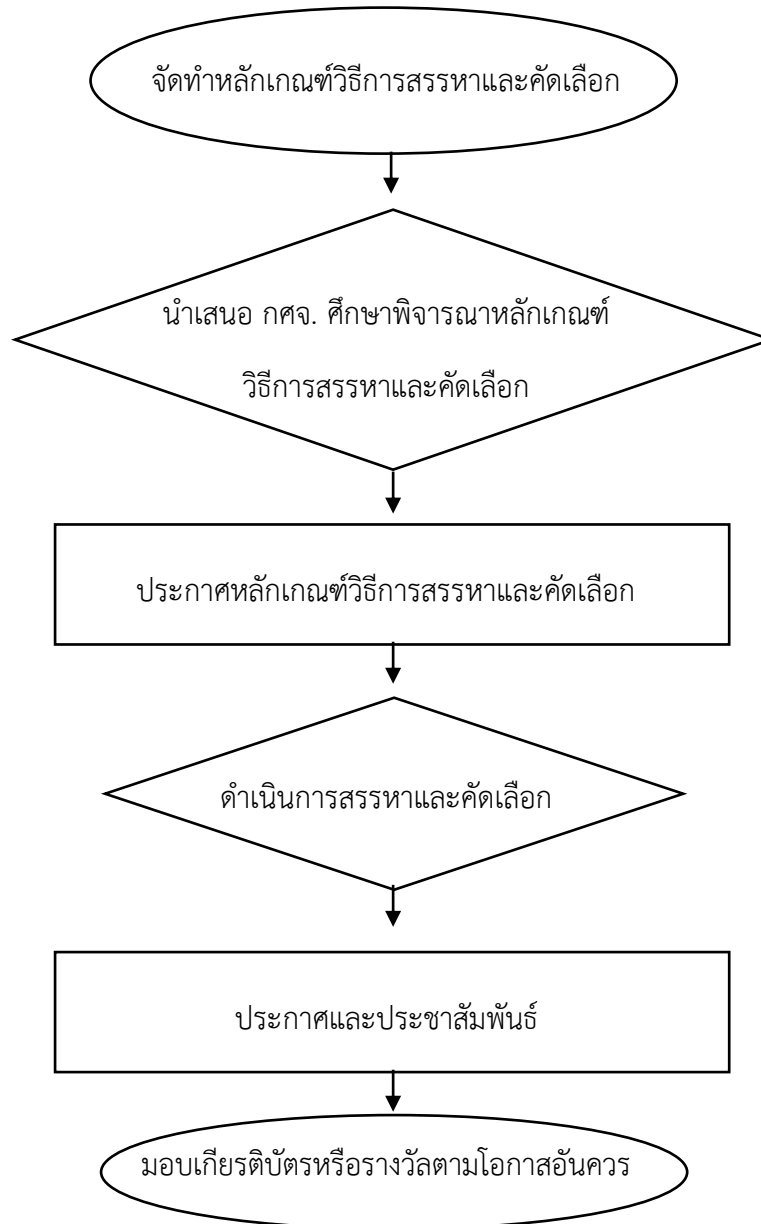 จัดทำหลักเกณฑ์วิธีการสรรหาและคัดเลือก
นำเสนอ กศจ. ศึกษาพิจารณาหลักเกณฑ์
วิธีการสรรหาและคัดเลือก
ประกาศหลักเกณฑ์วิธีการสรรหาและคัดเลือก
ดำเนินการสรรหาและคัดเลือก
ประกาศและประชาสัมพันธ์
มอบเกียรติบัตรหรือรางวัลตามโอกาสอันควร